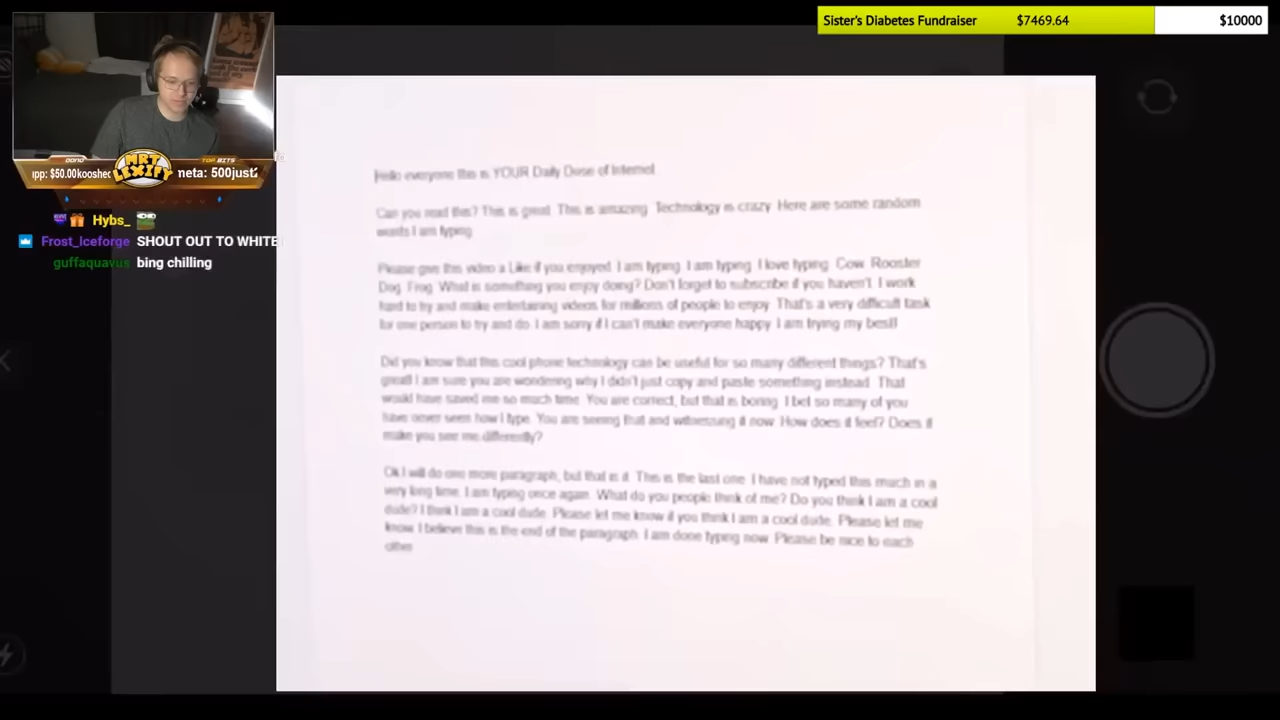 Sister's Diabetes Fundraiser $7469.64 $10000
MRT
LEXIFY
TOP BITS
pp: $50.00kooshec
neta: 500just
Hybs_
Frost_Iceforge SHOUT OUT TO WHITE
guffaquavus bing chilling
Hello everyone this is YOUR Daily Dose of Internet.
Can you read this? This is great. This is amazing. Technology is crazy. Here are some random
words I am typing.
Please give this video a Like if you enjoyed. I am typing. I am typing. I love typing. Cow. Rooster.
Dog. Frog. What is something you enjoy doing? Don't forget to subscribe if you haven't. I work
hard to try and make entertaining videos for millions of people to enjoy. That's a very difficult task
for one person to try and do. I am sorry if I can't make everyone happy. I am trying my best!
Did you know that this cool phone technology can be useful for so many different things? That's
great! I am sure you are wondering why I didn't just copy and paste something instead. That
would have saved me so much time. You are correct, but that is boring. I bet so many of you
have never seen how I type. You are seeing that and witnessing it now. How does it feel? Does it
make you see me differently?
Ok I will do one more paragraph, but that is it. This is the last one. I have not typed this much in a
very long time. I am typing once again. What do you people think of me? Do you think I am a cool
dude? I think I am a cool dude. Please let me know if you think I am a cool dude. Please let me
know. I believe this is the end of the paragraph. I am done typing now. Please be nice to each
other.